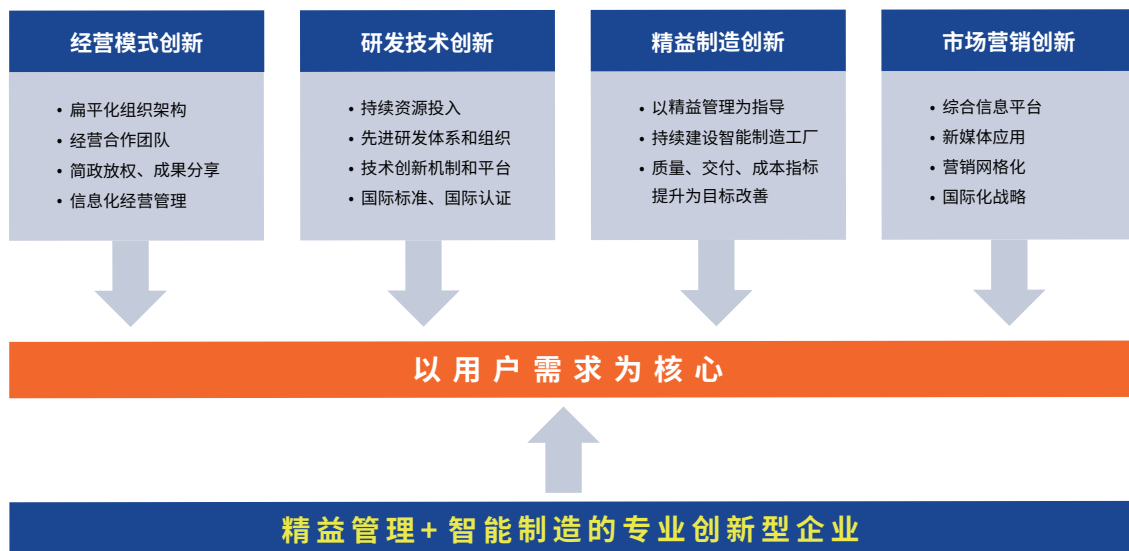 经营模式创新
• 扁平化组织架构
• 经营合作团队
• 简政放权、成果分享
• 信息化经营管理
研发技术创新
• 持续资源投入
• 先进研发体系和组织
• 技术创新机制和平台
• 国际标准、国际认证
精益制造创新
• 以精益管理为指导
• 持续建设智能制造工厂
• 质量、交付、成本指标
提升为目标改善
市场营销创新
• 综合信息平台
• 新媒体应用
• 营销网格化
• 国际化战略
以用户需求为核心
精益管理+智能制造的专业创新型企业